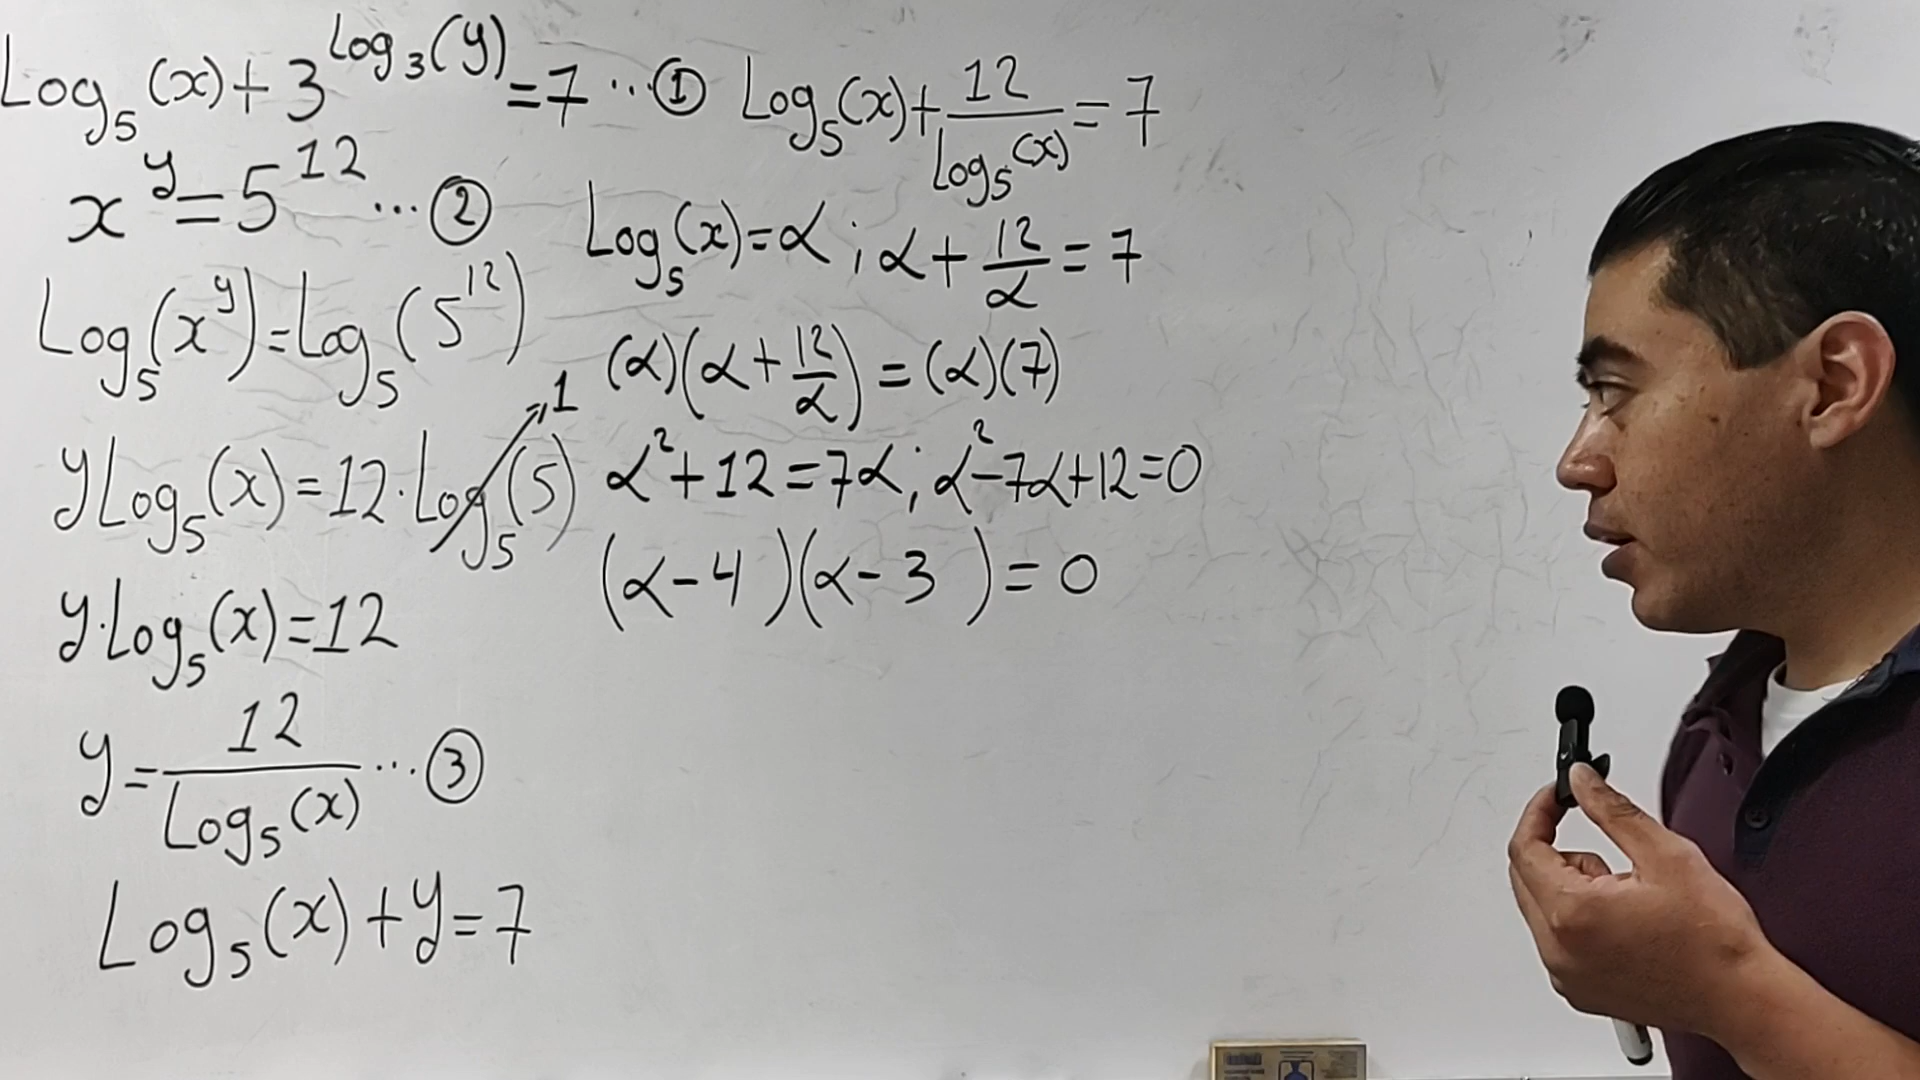 Log₅(x)+3^Log₃(y)=7 ...①
x^y=5^12 ...②
Log₅(x^y)=Log₅(5^12)
yLog₅(x)=12·Log₅(5) 1
y·Log₅(x)=12
y=12/Log₅(x) ...③
Log₅(x)+y=7
Log₅(x)+12/Log₅(x)=7
Log₅(x)=α; α+12/α=7
(α)(α+12/α)=(α)(7)
α²+12=7α; α²-7α+12=0
(α-4)(α-3)=0